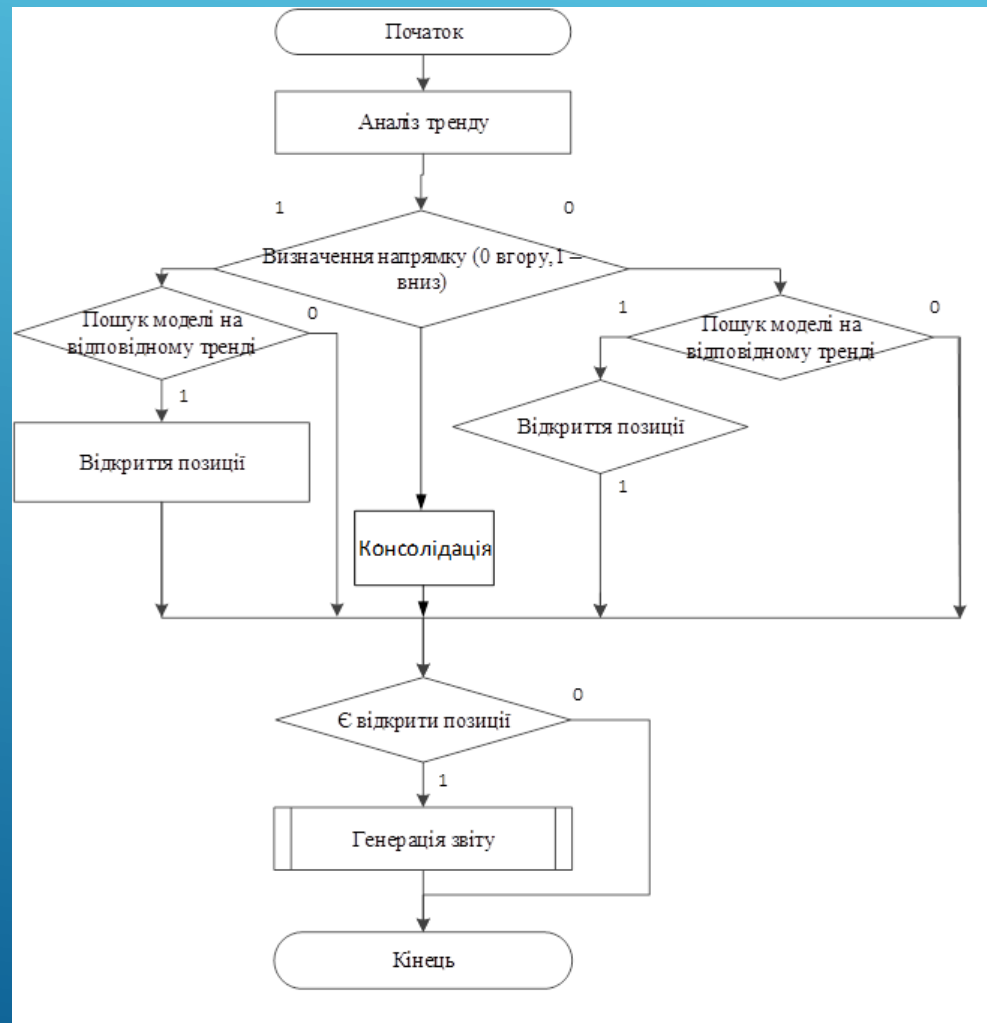 Початок
Аналіз тренду
1
0
Визначення напрямку (0 вгору, 1 –
вниз)
Пошук моделі на
відповідному тренді
0
1
Відкриття позиції
1
Пошук моделі на
відповідному тренді
0
Відкриття позиції
1
Консолідація
Є відкрити позиції
0
1
Генерація звіту
Кінець